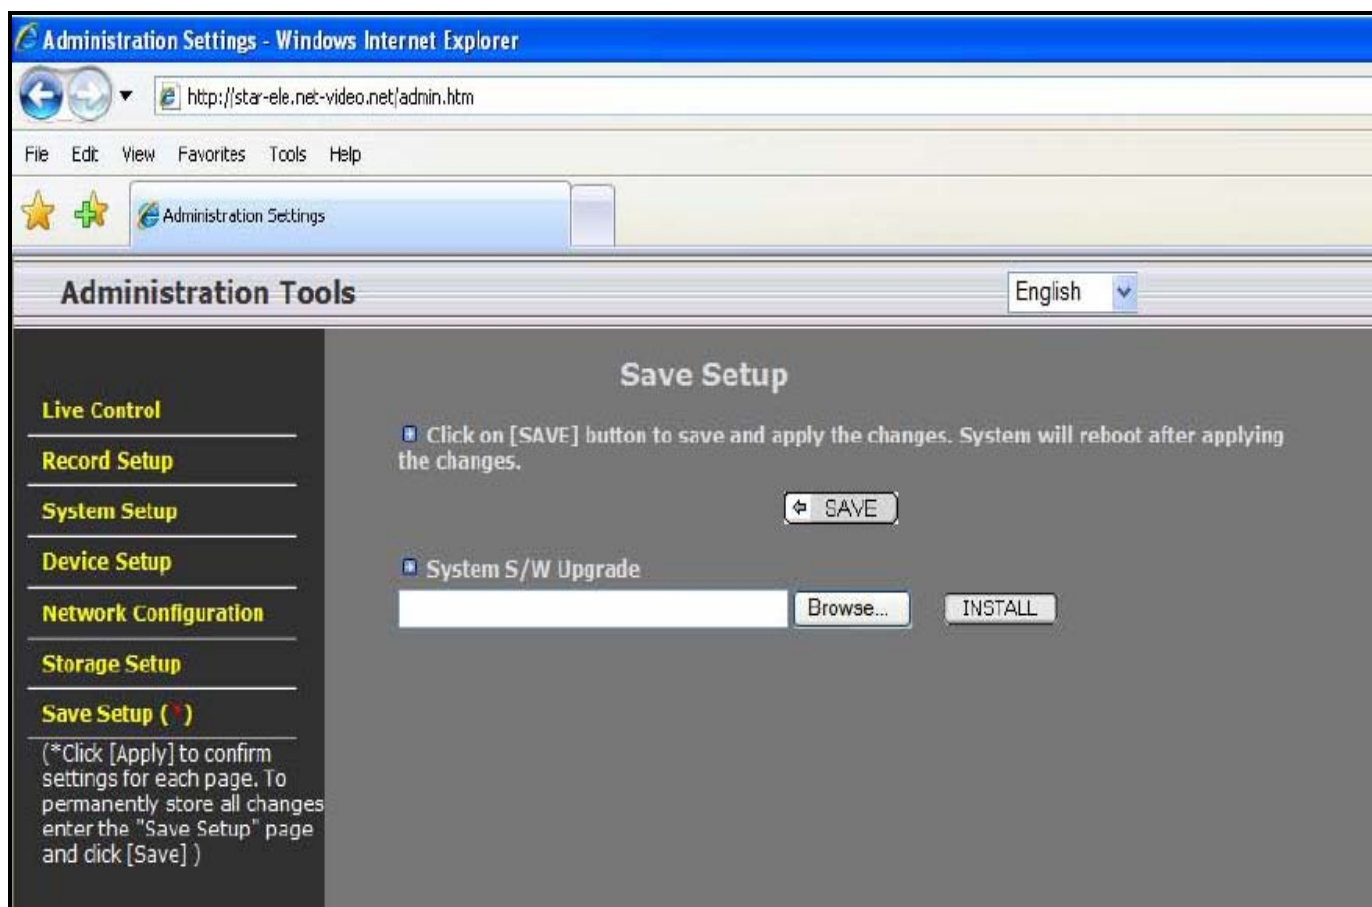 Administration Settings - Windows Internet Explorer
http://star-ele.net-video.net/admin.htm
File Edit View Favorites Tools Help
Administration Settings
Administration Tools
English
Live Control
Record Setup
System Setup
Device Setup
Network Configuration
Storage Setup
Save Setup (*)
(*Click [Apply] to confirm
settings for each page. To
permanently store all changes
enter the "Save Setup" page
and click [Save] )
Save Setup
Click on [SAVE] button to save and apply the changes. System will reboot after applying
the changes.
SAVE
System S/W Upgrade
Browse...
INSTALL